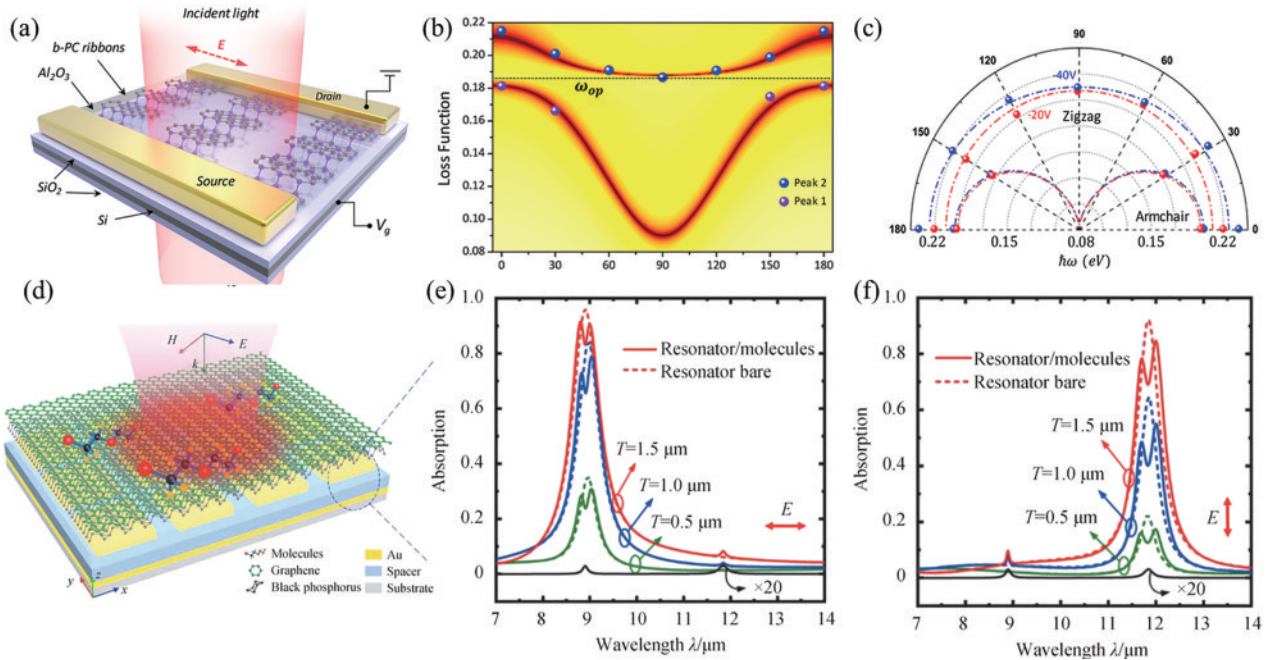 (a)
Incident light
E
b-PC ribbons
Al2O3
Drain
Source
SiO2
Si
Vg
(b)
0.22
0.20
0.18
0.16
0.14
0.12
0.10
0.08
Loss Function
ωop
Peak 2
Peak 1
0 30 60 90 120 150 180
(c)
90
120 60
-40V
-20V
Zigzag
150 30
Armchair
180 0
0.22 0.15 0.08 0.15 0.22
ħω (eV)
(d)
H E
k
Molecules
Graphene
Black phosphorus
Au
Spacer
Substrate
z
y
x
(e)
1.0
0.8
0.6
0.4
0.2
0
Absorption
Resonator/molecules
Resonator bare
T=1.5 μm
T=1.0 μm
T=0.5 μm
E
×20
7 8 9 10 11 12 13 14
Wavelength λ/μm
(f)
1.0
0.8
0.6
0.4
0.2
0
Absorption
Resonator/molecules
Resonator bare
T=1.5 μm
T=1.0 μm
T=0.5 μm
E
×20
7 8 9 10 11 12 13 14
Wavelength λ/μm